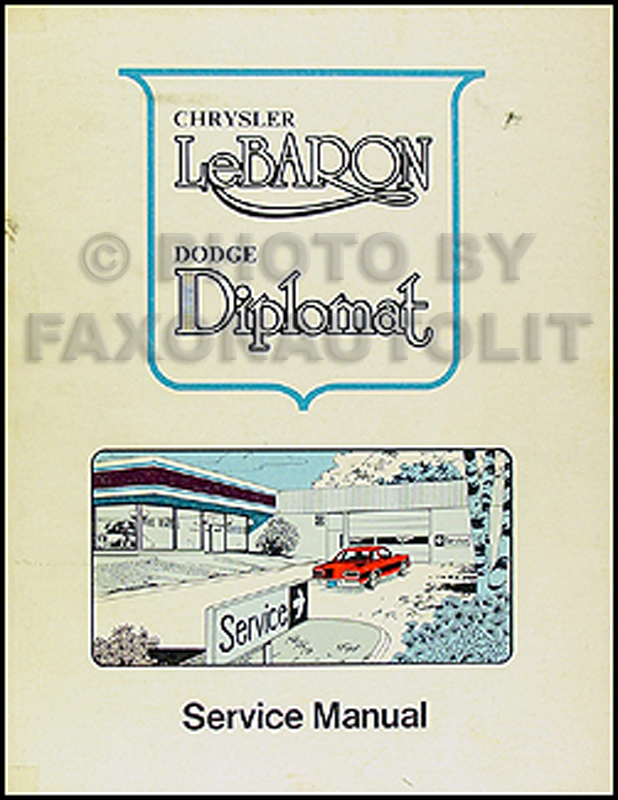 CHRYSLER
LeBARON
© PHOTO BY
DODGE
Diplomat
FAXONAUTOLIT
Service →
Service Manual